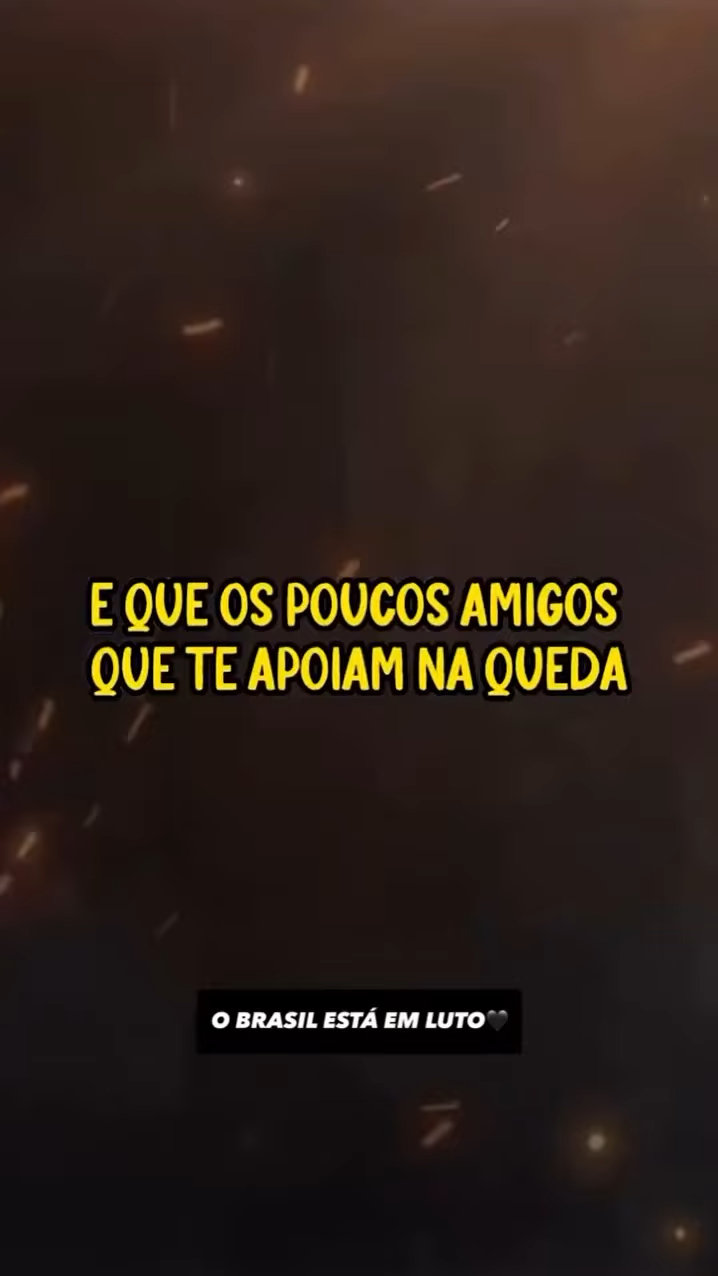 E QUE OS POUCOS AMIGOS
QUE TE APOIAM NA QUEDA
O BRASIL ESTÁ EM LUTO🖤